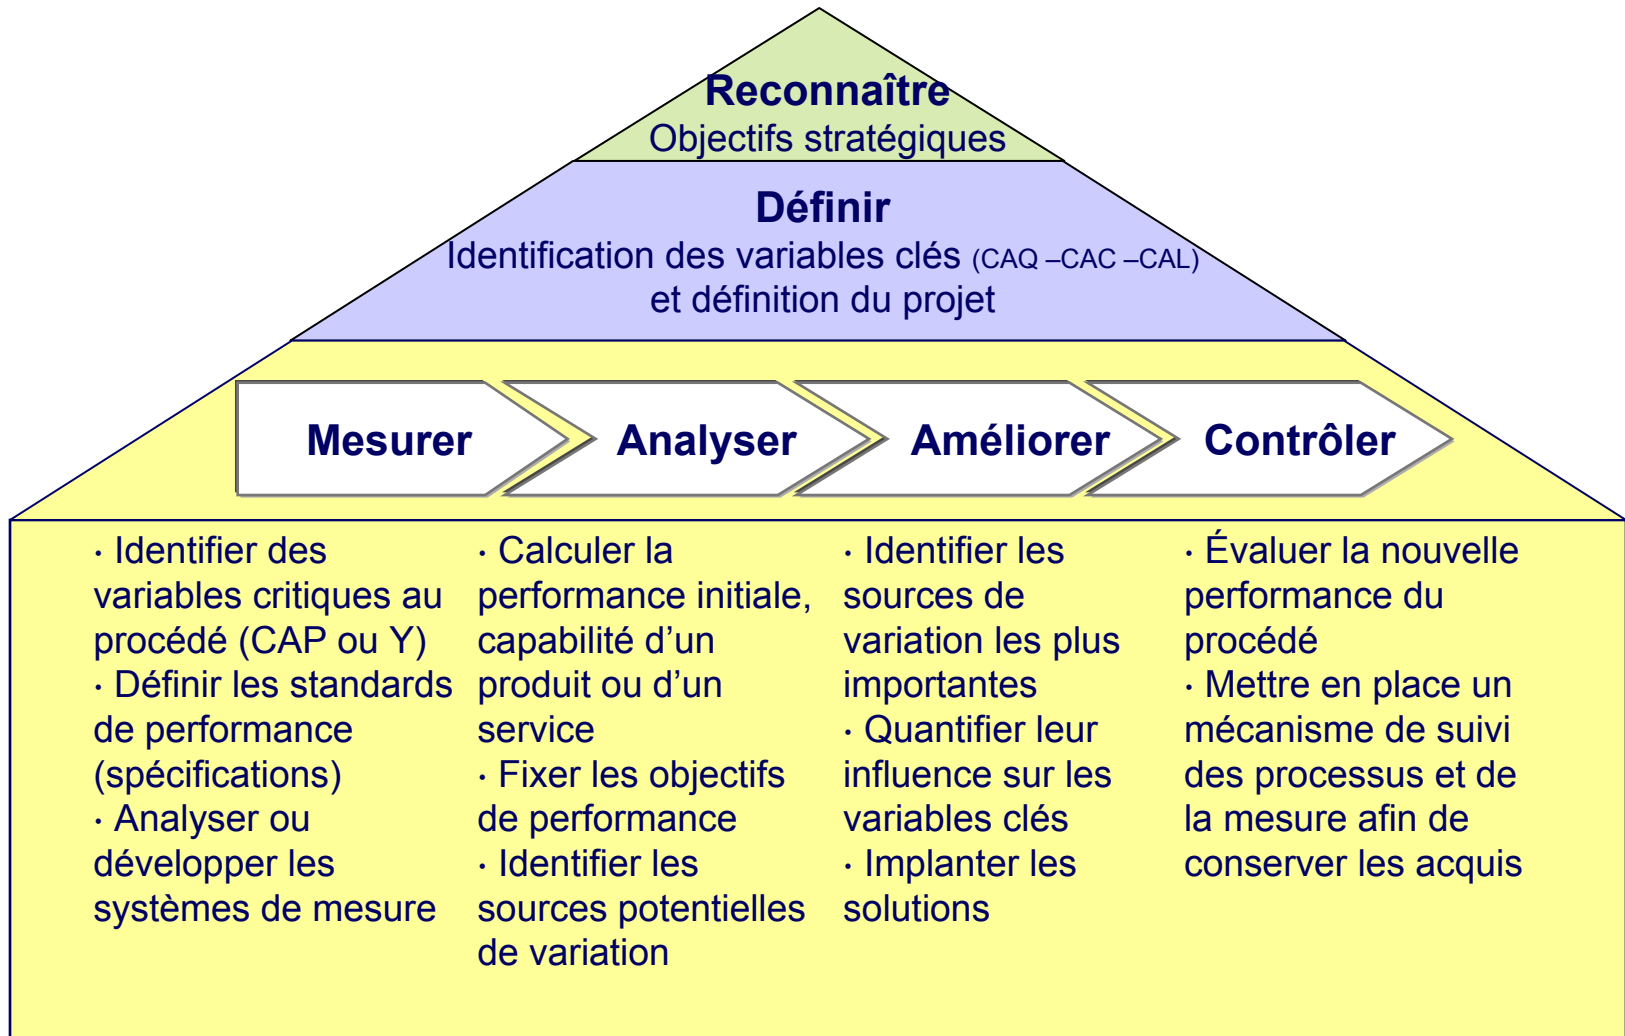 Reconnaître
Objectifs stratégiques
Définir
Identification des variables clés (CAQ –CAC –CAL)
et définition du projet
Mesurer
Analyser
Améliorer
Contrôler
· Identifier des
variables critiques au
procédé (CAP ou Y)
· Définir les standards
de performance
(spécifications)
· Analyser ou
développer les
systèmes de mesure
· Calculer la
performance initiale,
capabilité d’un
produit ou d’un
service
· Fixer les objectifs
de performance
· Identifier les
sources potentielles
de variation
· Identifier les
sources de
variation les plus
importantes
· Quantifier leur
influence sur les
variables clés
· Implanter les
solutions
· Évaluer la nouvelle
performance du
procédé
· Mettre en place un
mécanisme de suivi
des processus et de
la mesure afin de
conserver les acquis